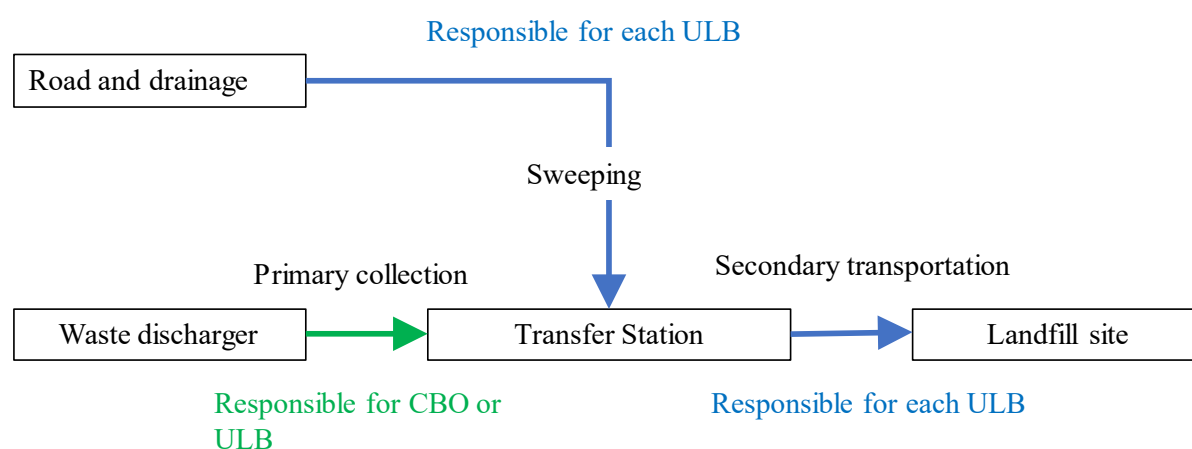 Responsible for each ULB
Road and drainage
Sweeping
Primary collection
Secondary transportation
Waste discharger
Transfer Station
Landfill site
Responsible for CBO or
ULB
Responsible for each ULB